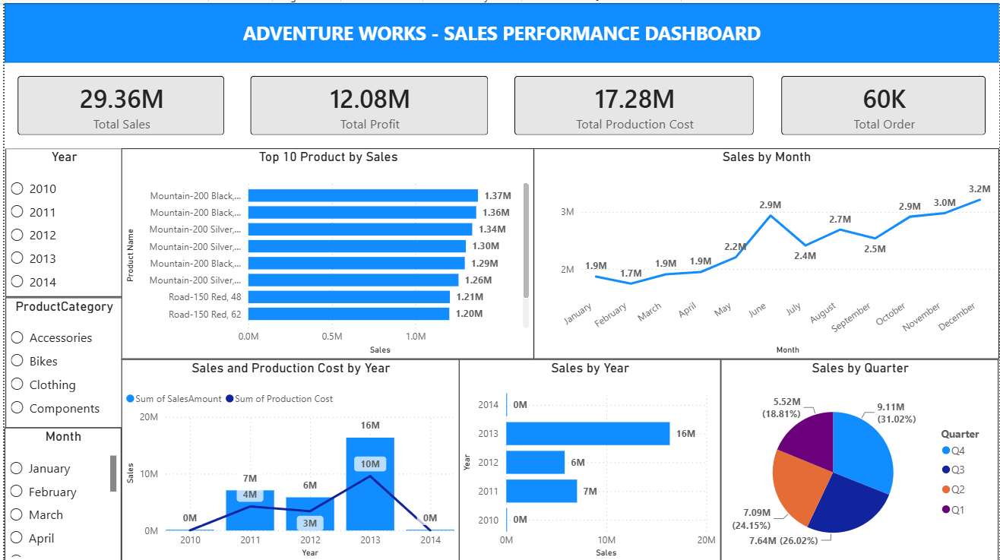 ADVENTURE WORKS - SALES PERFORMANCE DASHBOARD
29.36M
Total Sales
12.08M
Total Profit
17.28M
Total Production Cost
60K
Total Order
Year
2010
2011
2012
2013
2014
ProductCategory
Accessories
Bikes
Clothing
Components
Month
January
February
March
April
Top 10 Product by Sales
Product Name
Mountain-200 Black,... 1.37M
Mountain-200 Black,... 1.36M
Mountain-200 Silver,... 1.34M
Mountain-200 Silver,... 1.30M
Mountain-200 Black,... 1.29M
Mountain-200 Silver,... 1.26M
Road-150 Red, 48 1.21M
Road-150 Red, 62 1.20M
0.0M 0.5M 1.0M
Sales
Sales by Month
3M
2M
1.9M 1.7M 1.9M 1.9M 2.2M 2.9M 2.4M 2.7M 2.5M 2.9M 3.0M 3.2M
January February March April May June July August September October November December
Month
Sales and Production Cost by Year
Sum of SalesAmount Sum of Production Cost
Sales
20M
10M
0M
0M 7M 6M 16M 0M
4M 3M 10M
2010 2011 2012 2013 2014
Year
Sales by Year
Year
2014 0M
2013 16M
2012 6M
2011 7M
2010 0M
0M 10M 20M
Sales
Sales by Quarter
5.52M
(18.81%)
9.11M
(31.02%)
7.09M
(24.15%)
7.64M (26.02%)
Quarter
Q4
Q3
Q2
Q1